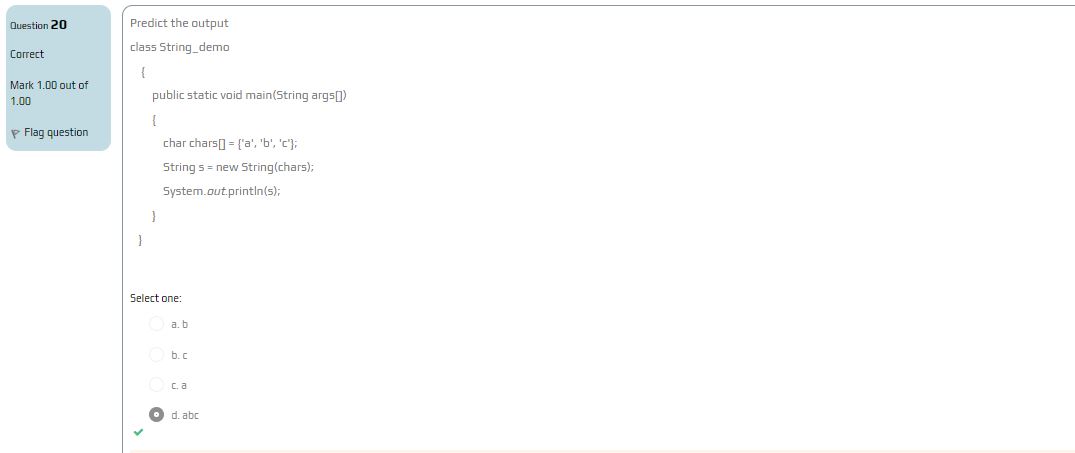 Question 20
Correct
Mark 1.00 out of
1.00
Flag question
Predict the output
class String_demo
{
public static void main(String args[])
{
char chars[] = {'a', 'b', 'c'};
String s = new String(chars);
System.out.println(s);
}
}
Select one:
a. b
b. c
c. a
d. abc